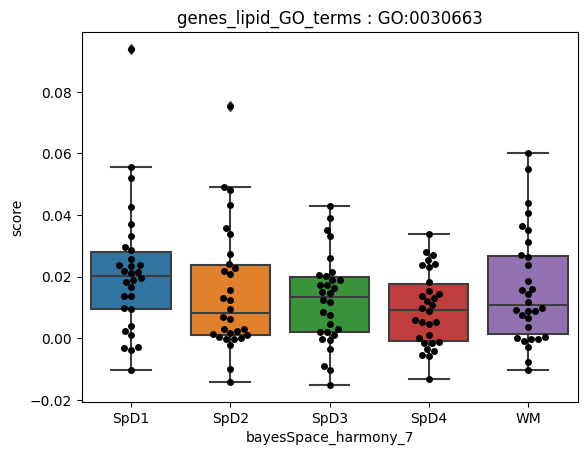 genes_lipid_GO_terms : GO:0030663
score
0.08
0.06
0.04
0.02
0.00
−0.02
SpD1 SpD2 SpD3 SpD4 WM
bayesSpace_harmony_7